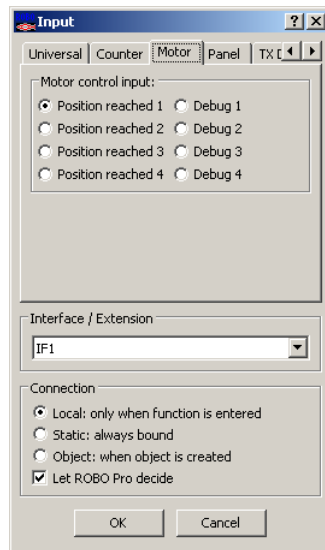 Input
Universal Counter Motor Panel TX D
Motor control input:
Position reached 1 Debug 1
Position reached 2 Debug 2
Position reached 3 Debug 3
Position reached 4 Debug 4
Interface / Extension
IF1
Connection
Local: only when function is entered
Static: always bound
Object: when object is created
Let ROBO Pro decide
OK Cancel